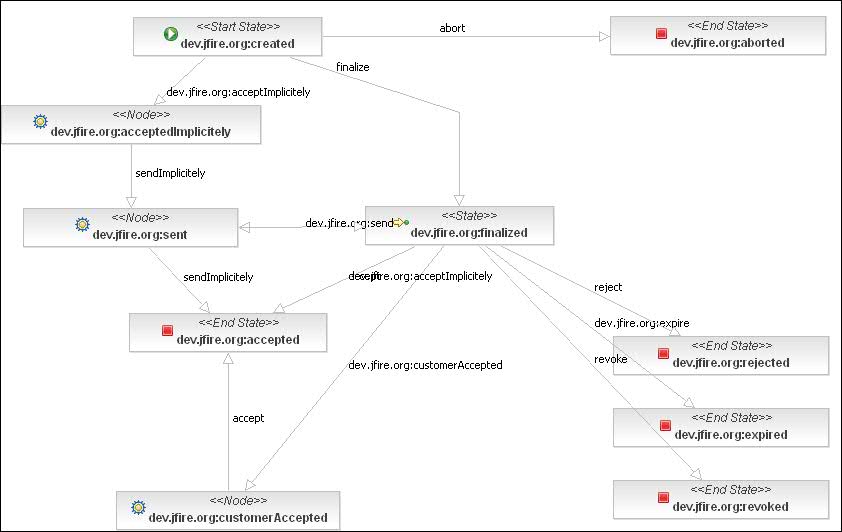 <<Start State>>
dev.jfire.org:created
abort
<<End State>>
dev.jfire.org:aborted
finalize
dev.jfire.org:acceptImplicitely
<<Node>>
dev.jfire.org:acceptedImplicitely
sendImplicitely
<<Node>>
dev.jfire.org:sent
dev.jfire.org:send
<<State>>
dev.jfire.org:finalized
sendImplicitely
accept
dev.jfire.org:acceptImplicitely
reject
<<End State>>
dev.jfire.org:accepted
dev.jfire.org:expire
<<End State>>
dev.jfire.org:rejected
revoke
dev.jfire.org:customerAccepted
accept
<<End State>>
dev.jfire.org:expired
<<Node>>
dev.jfire.org:customerAccepted
<<End State>>
dev.jfire.org:revoked